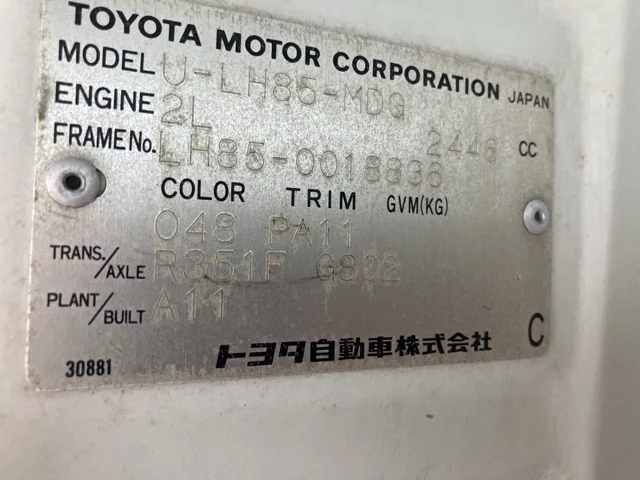 TOYOTA MOTOR CORPORATION JAPAN
MODEL U-LH85-MDG
ENGINE 2L 2446 CC
FRAME No. LH85-0018836
COLOR TRIM GVM(KG)
048 PA11
TRANS./AXLE R351F G802
PLANT/BUILT A11
C
30881 トヨタ自動車株式会社